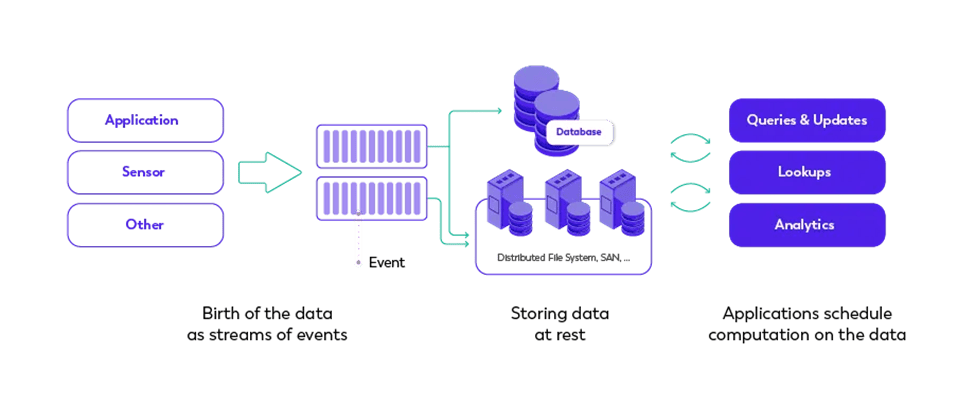 Application
Sensor
Other
Event
Database
Distributed File System, SAN, ...
Queries & Updates
Lookups
Analytics
Birth of the data
as streams of events
Storing data
at rest
Applications schedule
computation on the data